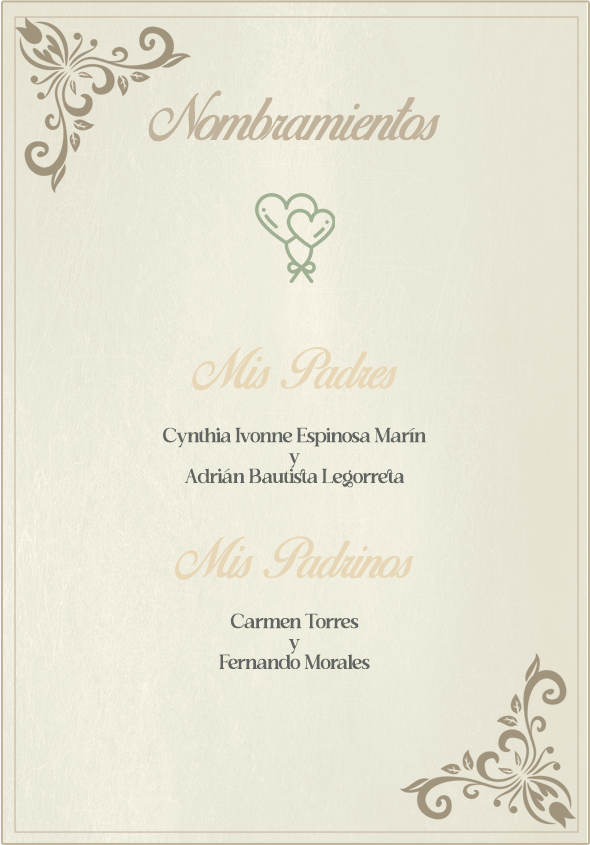 Nombramientos
Mis Padres
Cynthia Ivonne Espinosa Marín
y
Adrián Bautista Legorreta
Mis Padrinos
Carmen Torres
y
Fernando Morales